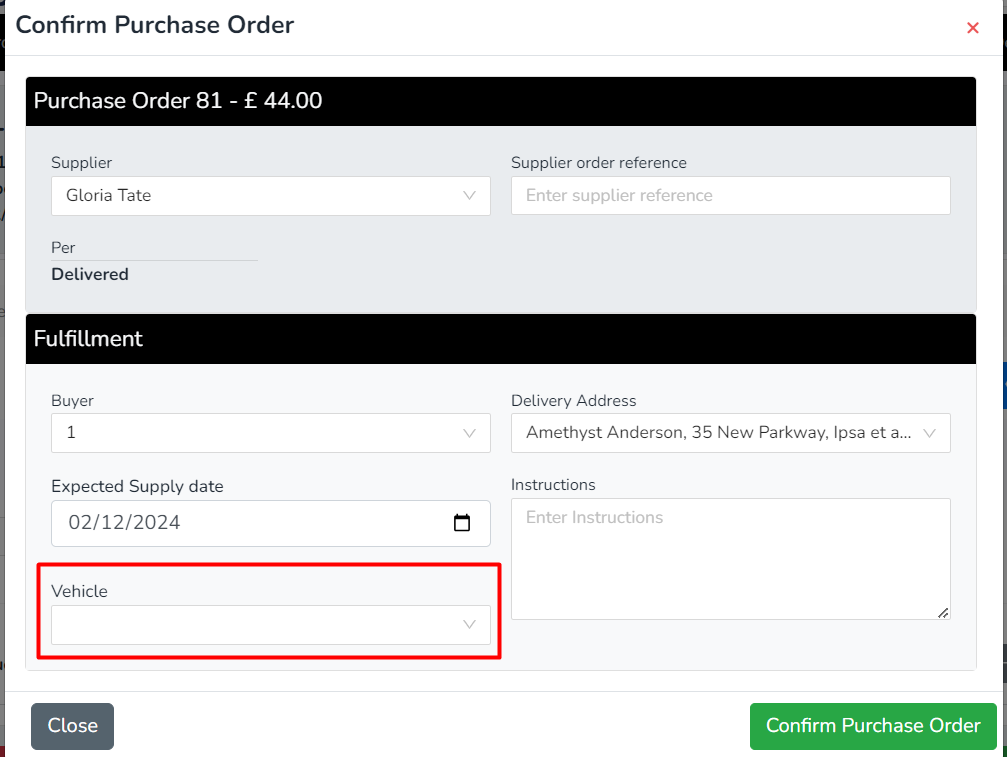 Confirm Purchase Order
Purchase Order 81 - £ 44.00
Supplier
Gloria Tate
Supplier order reference
Enter supplier reference
Per
Delivered
Fulfillment
Buyer
1
Delivery Address
Amethyst Anderson, 35 New Parkway, Ipsa et a...
Expected Supply date
02/12/2024
Instructions
Enter Instructions
Vehicle
Close
Confirm Purchase Order